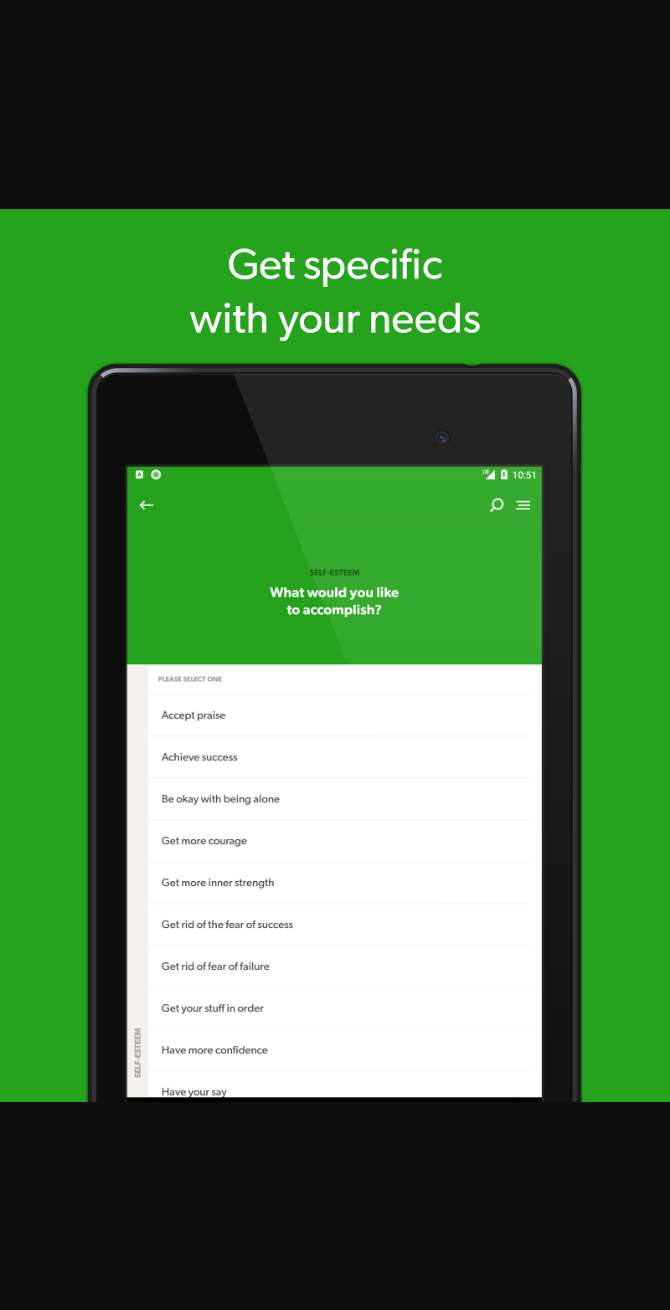 Get specific
with your needs
LTE 10:51
SELF-ESTEEM
What would you like
to accomplish?
PLEASE SELECT ONE
Accept praise
Achieve success
Be okay with being alone
Get more courage
Get more inner strength
Get rid of the fear of success
Get rid of fear of failure
Get your stuff in order
Have more confidence
Have your say
SELF-ESTEEM